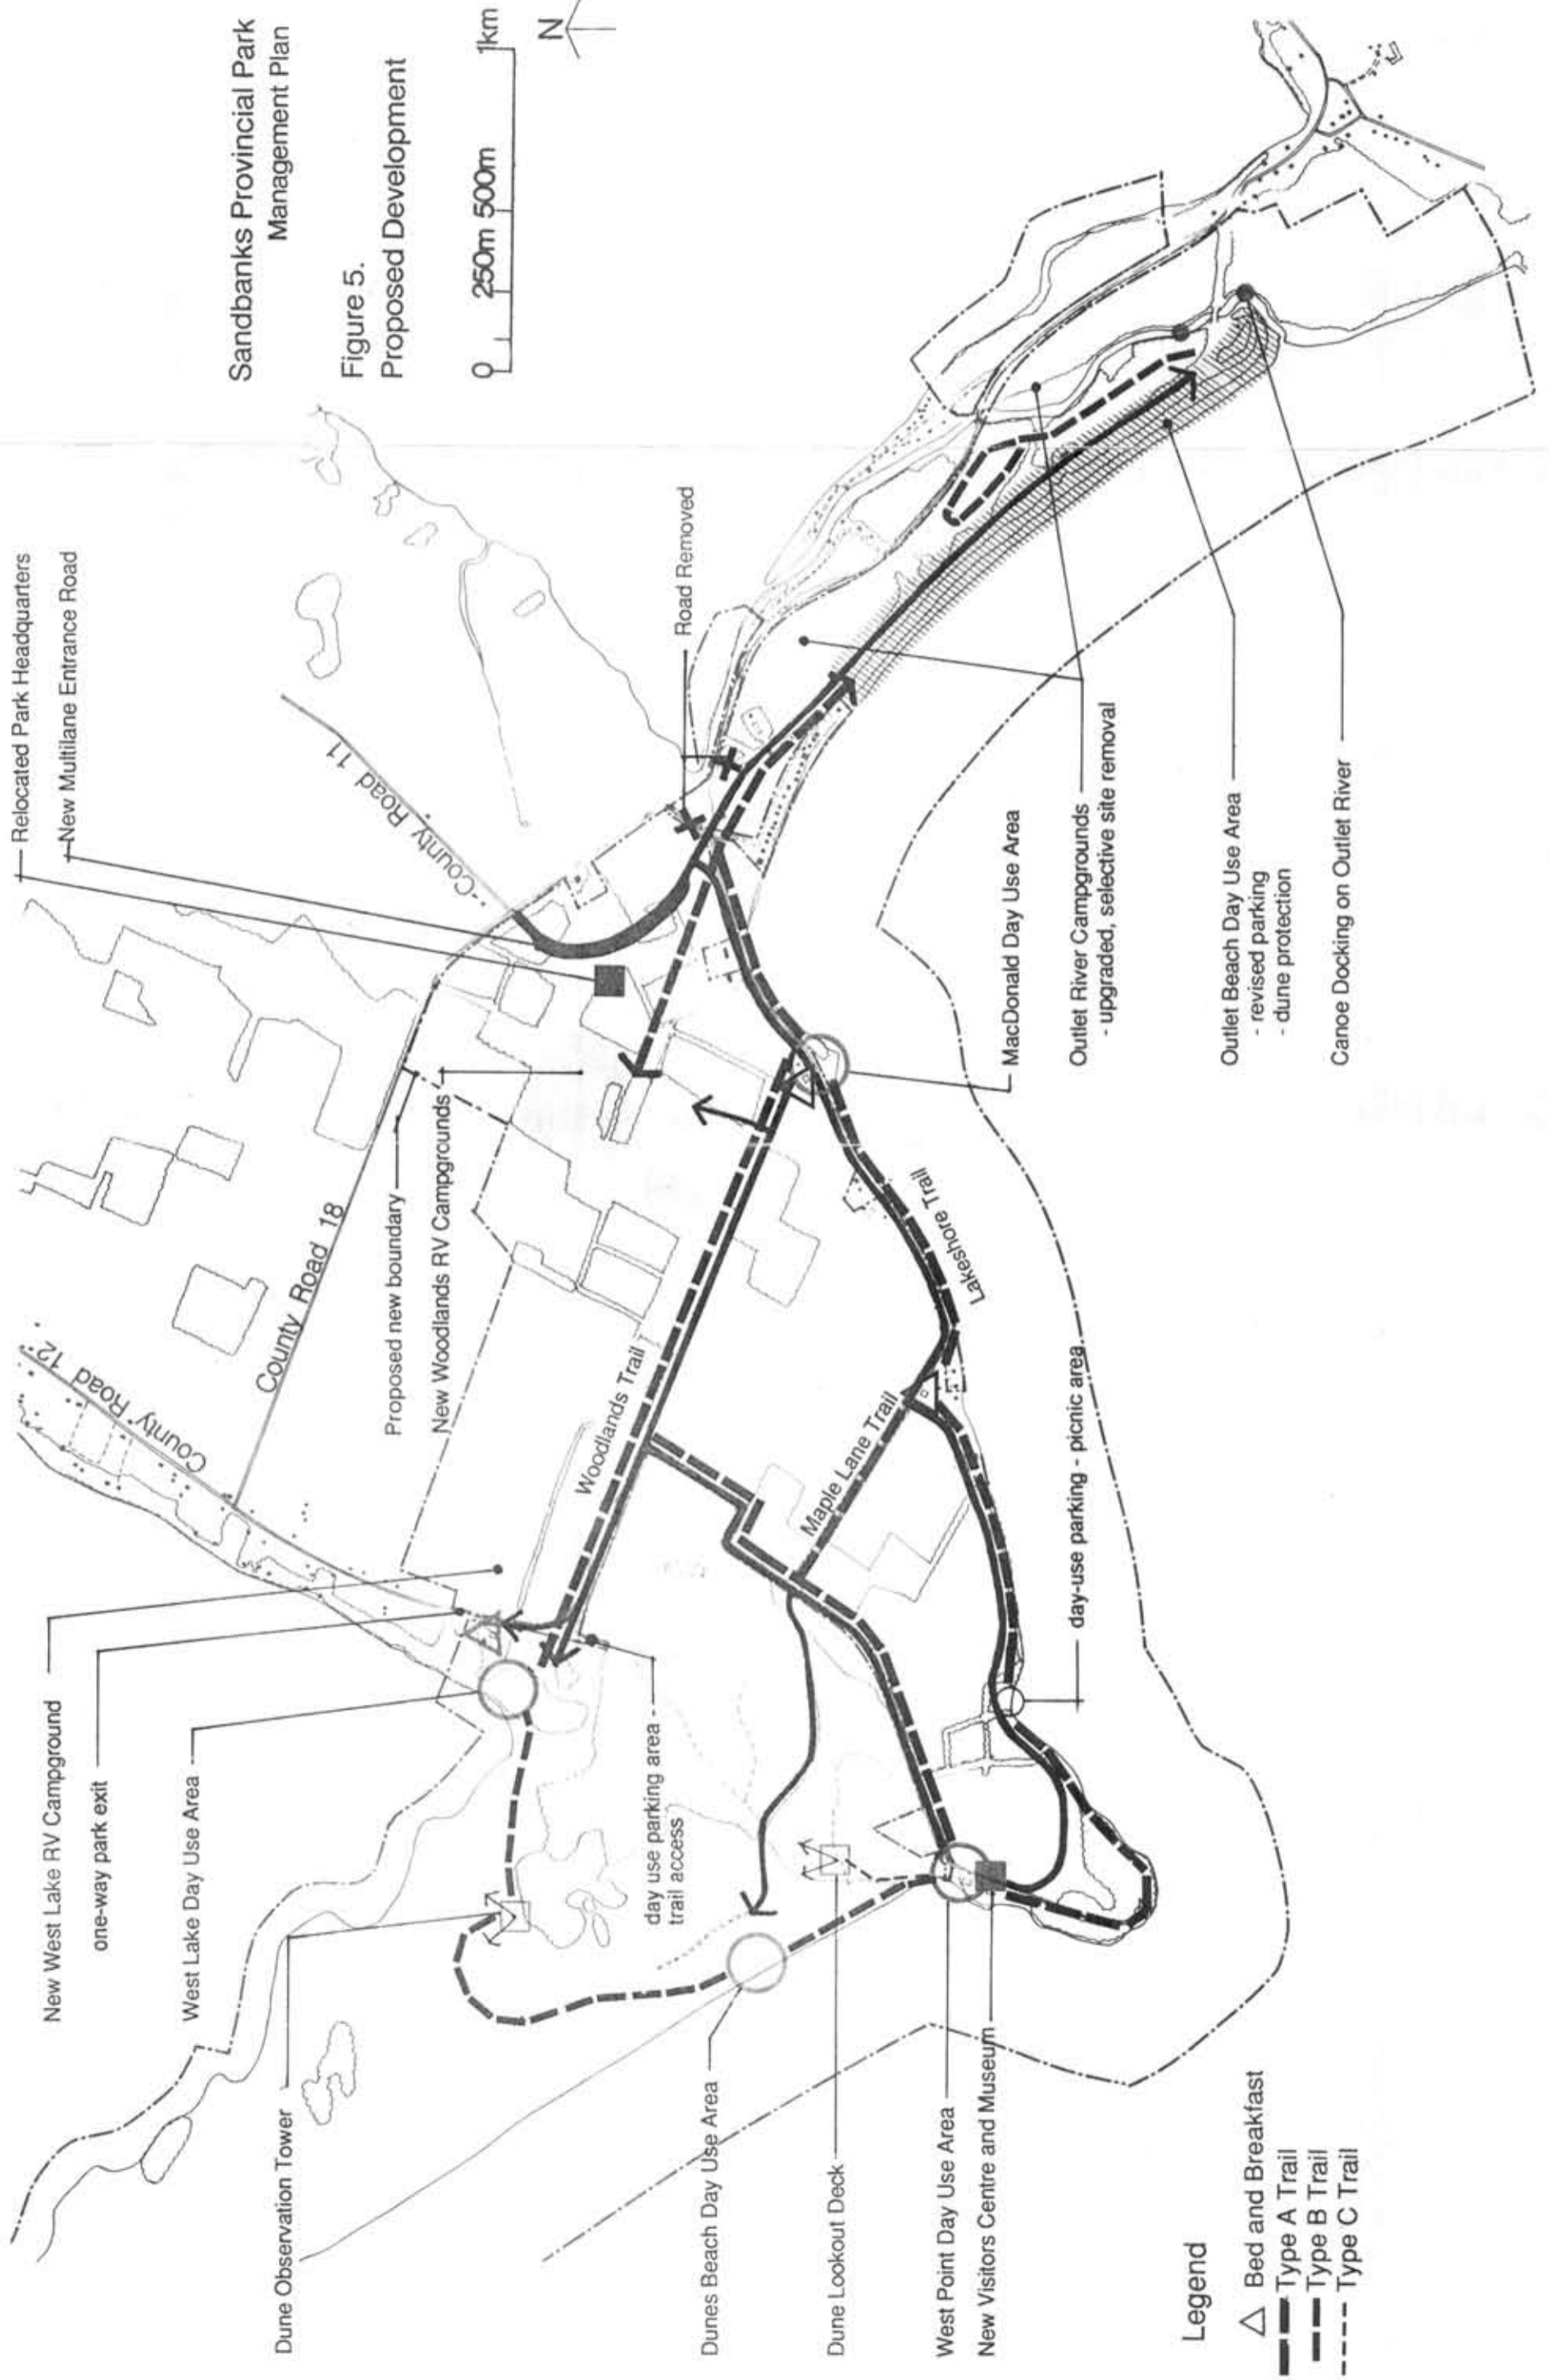 Sandbanks Provincial Park
Management Plan
Figure 5.
Proposed Development
0 250m 500m 1km
N
Relocated Park Headquarters
New Multilane Entrance Road
County Road 11
Road Removed
County Road 18
County Road 12
Proposed new boundary
New Woodlands RV Campgrounds
New West Lake RV Campground
one-way park exit
West Lake Day Use Area
Dune Observation Tower
day use parking area -
trail access
Woodlands Trail
Maple Lane Trail
Lakeshore Trail
MacDonald Day Use Area
Outlet River Campgrounds
- upgraded, selective site removal
Outlet Beach Day Use Area
- revised parking
- dune protection
Canoe Docking on Outlet River
day-use parking - picnic area
Dunes Beach Day Use Area
Dune Lookout Deck
West Point Day Use Area
New Visitors Centre and Museum
Legend
Bed and Breakfast
Type A Trail
Type B Trail
Type C Trail